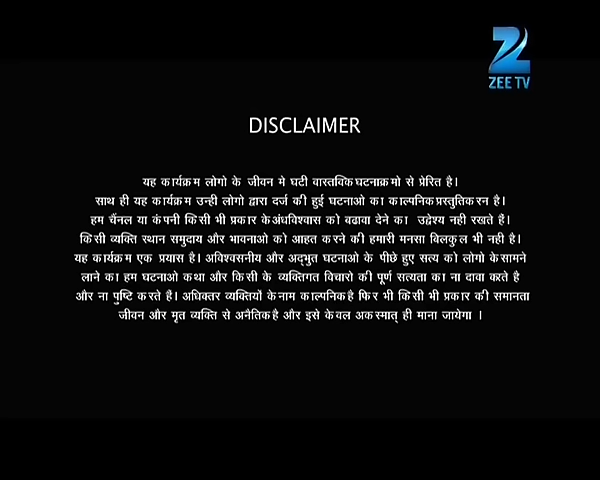 ZEE TV
DISCLAIMER
यह कार्यक्रम लोगो के जीवन मे घटी वास्तविक घटनाक्रमो से प्रेरित है।
साथ ही यह कार्यक्रम उन्ही लोगो द्वारा दर्ज की हुई घटनाओ का काल्पनिक प्रस्तुतिकरन है।
हम चैंनल या कंपनी किसी भी प्रकार के अंधविश्वास को बढावा देने का उद्वेश्य नही रखते है।
किसी व्यक्ति स्थान समुदाय और भावनाओ को आहत करने की हमारी मनसा बिलकुल भी नही है।
यह कार्यक्रम एक प्रयास है। अविश्वसनीय और अद्भुत घटनाओ के पीछे हुए सत्य को लोगो के सामने
लाने का हम घटनाओ कथा और किसी के व्यक्तिगत विचारो की पूर्ण सत्यता का ना दावा करते है
और ना पुष्टि करते है। अधिक्तर व्यक्तियों के नाम काल्पनिक है फिर भी किसी भी प्रकार की समानता
जीवन और मृत व्यक्ति से अनैतिक है और इसे केवल अकस्मात् ही माना जायेगा ।